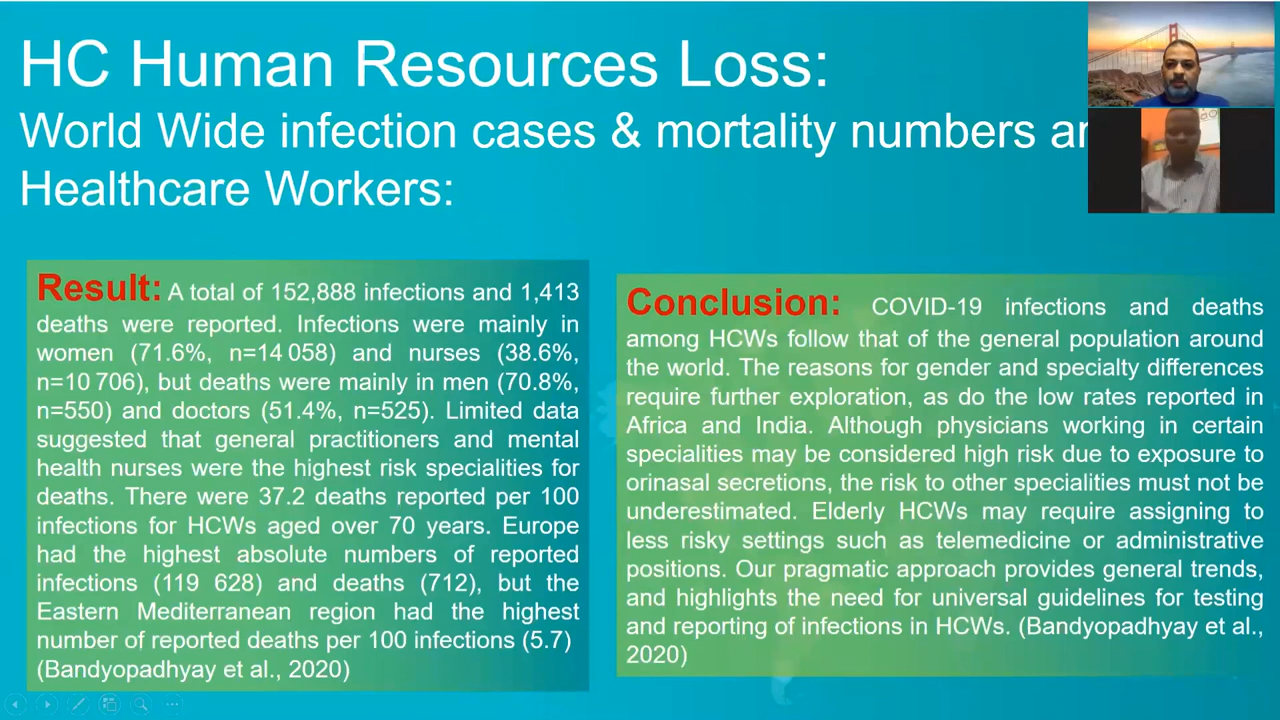 HC Human Resources Loss:
World Wide infection cases & mortality numbers
Healthcare Workers:
Result: A total of 152,888 infections and 1,413
deaths were reported. Infections were mainly in
women (71.6%, n=14 058) and nurses (38.6%,
n=10 706), but deaths were mainly in men (70.8%,
n=550) and doctors (51.4%, n=525). Limited data
suggested that general practitioners and mental
health nurses were the highest risk specialities for
deaths. There were 37.2 deaths reported per 100
infections for HCWs aged over 70 years. Europe
had the highest absolute numbers of reported
infections (119 628) and deaths (712), but the
Eastern Mediterranean region had the highest
number of reported deaths per 100 infections (5.7)
(Bandyopadhyay et al., 2020)
Conclusion: COVID-19 infections and deaths
among HCWs follow that of the general population around
the world. The reasons for gender and specialty differences
require further exploration, as do the low rates reported in
Africa and India. Although physicians working in certain
specialities may be considered high risk due to exposure to
orinasal secretions, the risk to other specialities must not be
underestimated. Elderly HCWs may require assigning to
less risky settings such as telemedicine or administrative
positions. Our pragmatic approach provides general trends,
and highlights the need for universal guidelines for testing
and reporting of infections in HCWs. (Bandyopadhyay et al.,
2020)